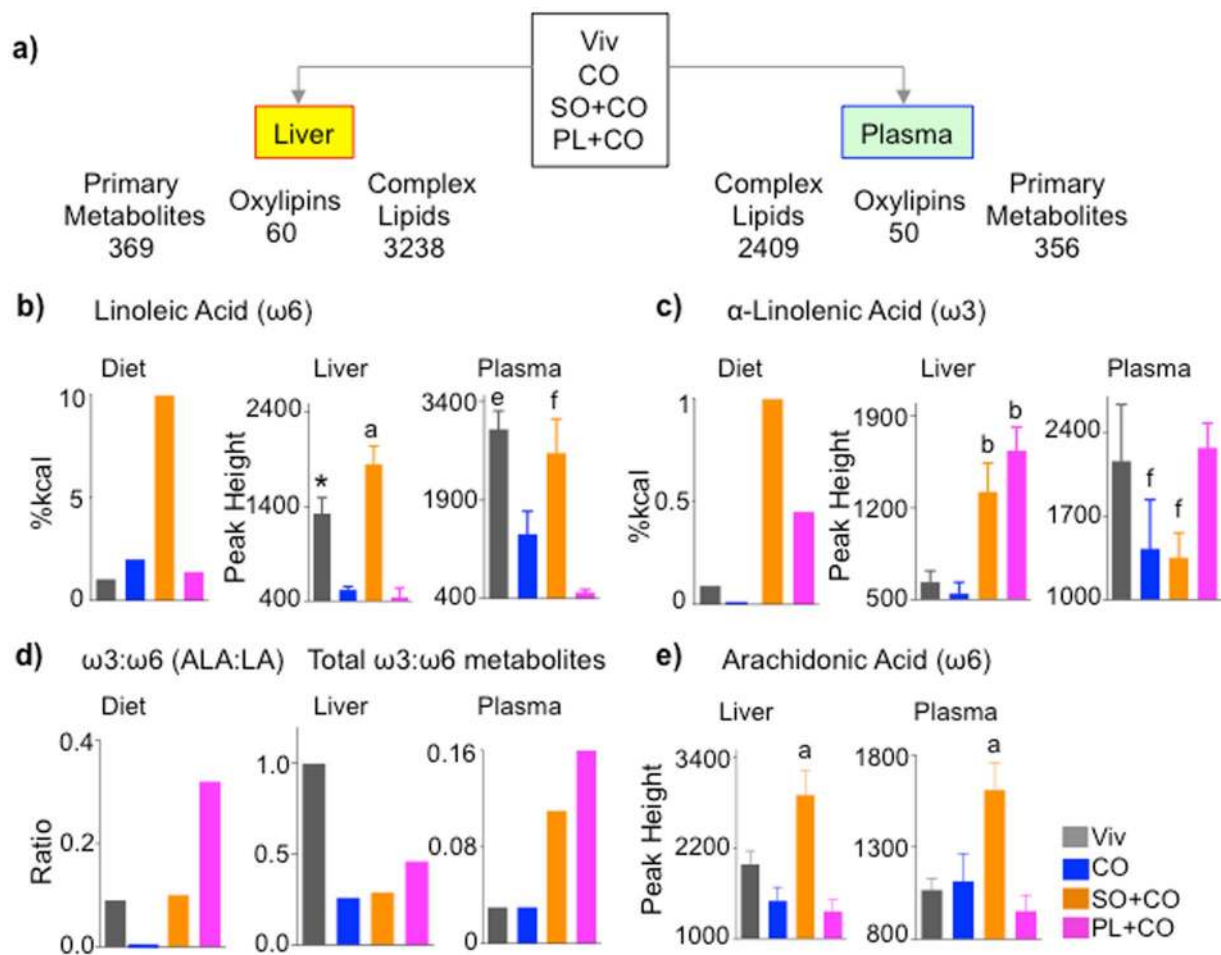 a)
Viv
CO
SO+CO
PL+CO
Liver
Plasma
Primary
Metabolites
369
Oxylipins
60
Complex
Lipids
3238
Complex
Lipids
2409
Oxylipins
50
Primary
Metabolites
356
b) Linoleic Acid (ω6)
Diet
%kcal
10
5
0
Liver
Peak Height
2400
1400
400
*
a
Plasma
3400
1900
400
e
f
c) α-Linolenic Acid (ω3)
Diet
%kcal
1
0.5
0
Liver
Peak Height
1900
1200
500
b
b
Plasma
2400
1700
1000
f
f
d) ω3:ω6 (ALA:LA) Total ω3:ω6 metabolites
Diet
Ratio
0.4
0.2
0.0
Liver
1.0
0.5
0.0
Plasma
0.16
0.08
0
e) Arachidonic Acid (ω6)
Liver
Peak Height
3400
2200
1000
a
Plasma
1800
1300
800
a
Viv
CO
SO+CO
PL+CO